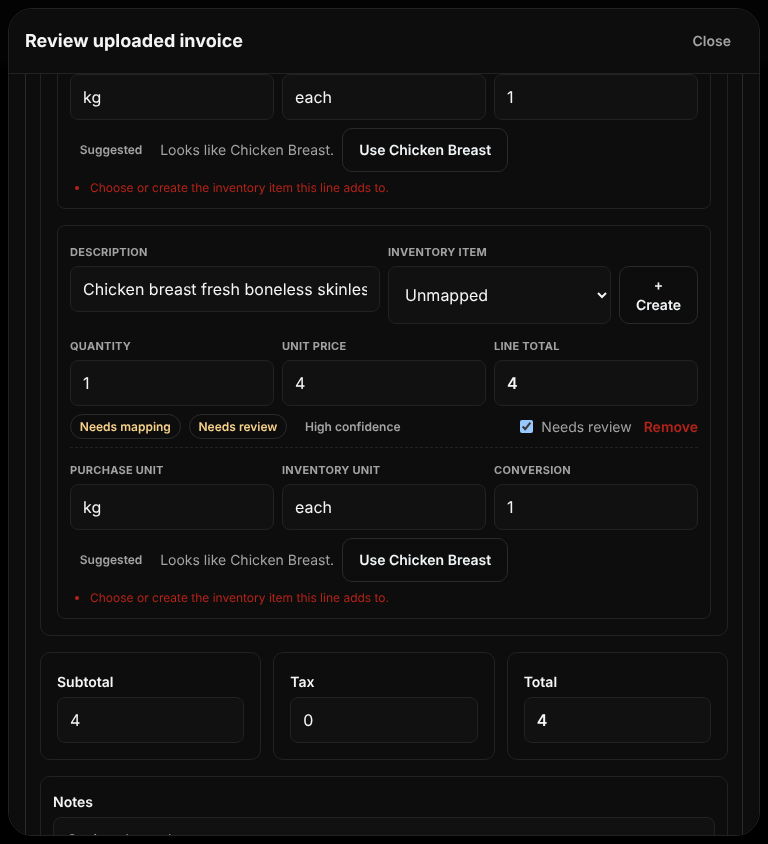 Review uploaded invoice
Close
kg
each
1
Suggested
Looks like Chicken Breast.
Use Chicken Breast
• Choose or create the inventory item this line adds to.
DESCRIPTION
INVENTORY ITEM
Chicken breast fresh boneless skinles
Unmapped
+
Create
QUANTITY
UNIT PRICE
LINE TOTAL
1
4
4
Needs mapping
Needs review
High confidence
Needs review
Remove
PURCHASE UNIT
INVENTORY UNIT
CONVERSION
kg
each
1
Suggested
Looks like Chicken Breast.
Use Chicken Breast
• Choose or create the inventory item this line adds to.
Subtotal
Tax
Total
4
0
4
Notes